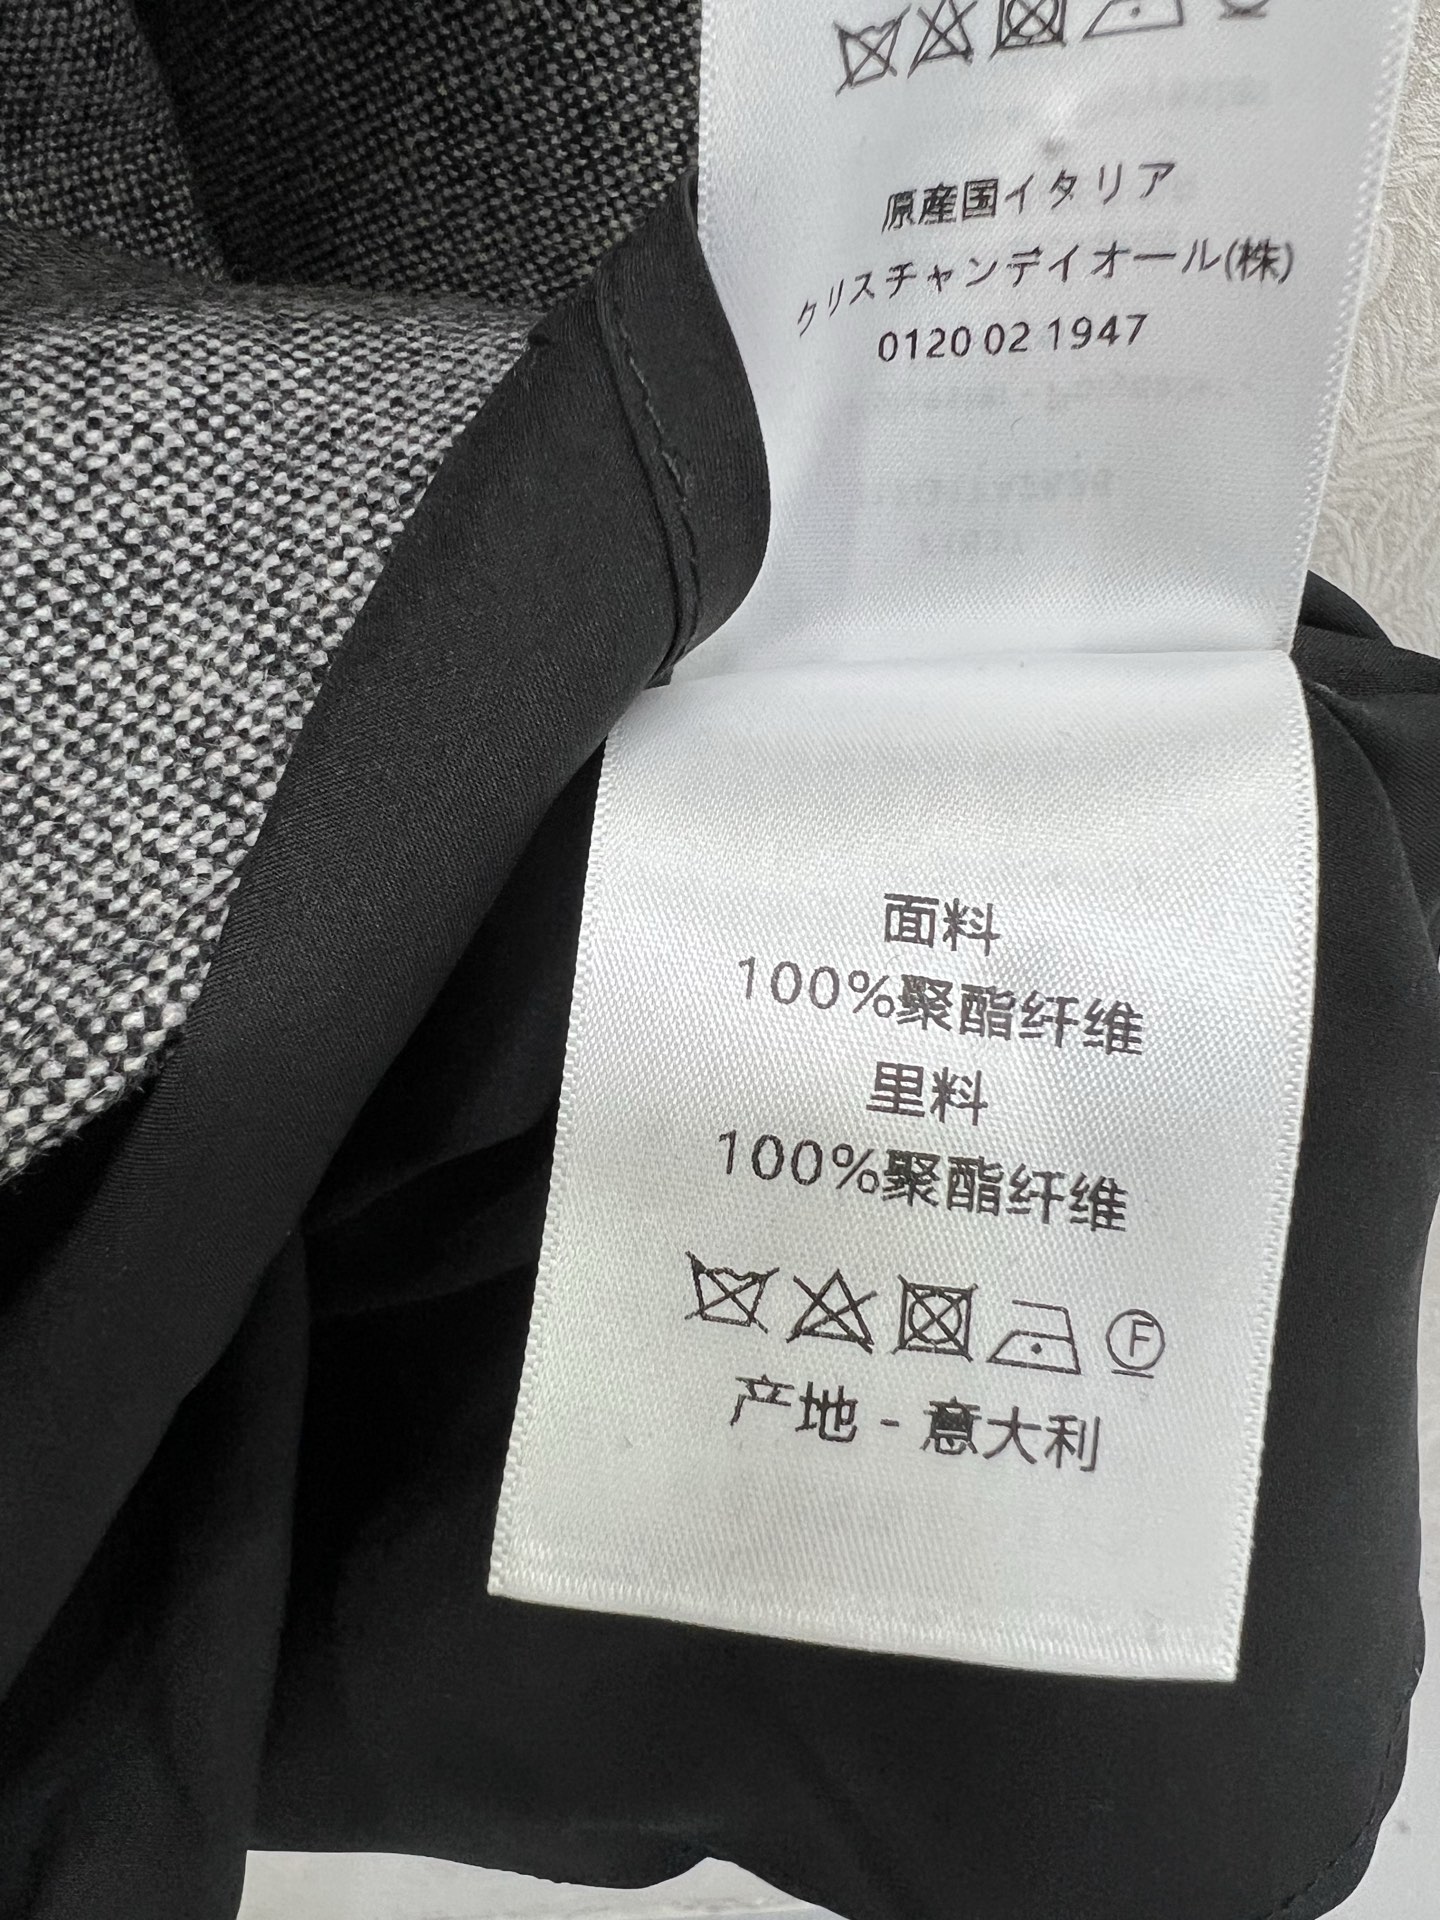 原産国イタリア
クリスチャンディオール(株)
0120 02 1947
面料
100%聚酯纤维
里料
100%聚酯纤维
F
产地 - 意大利